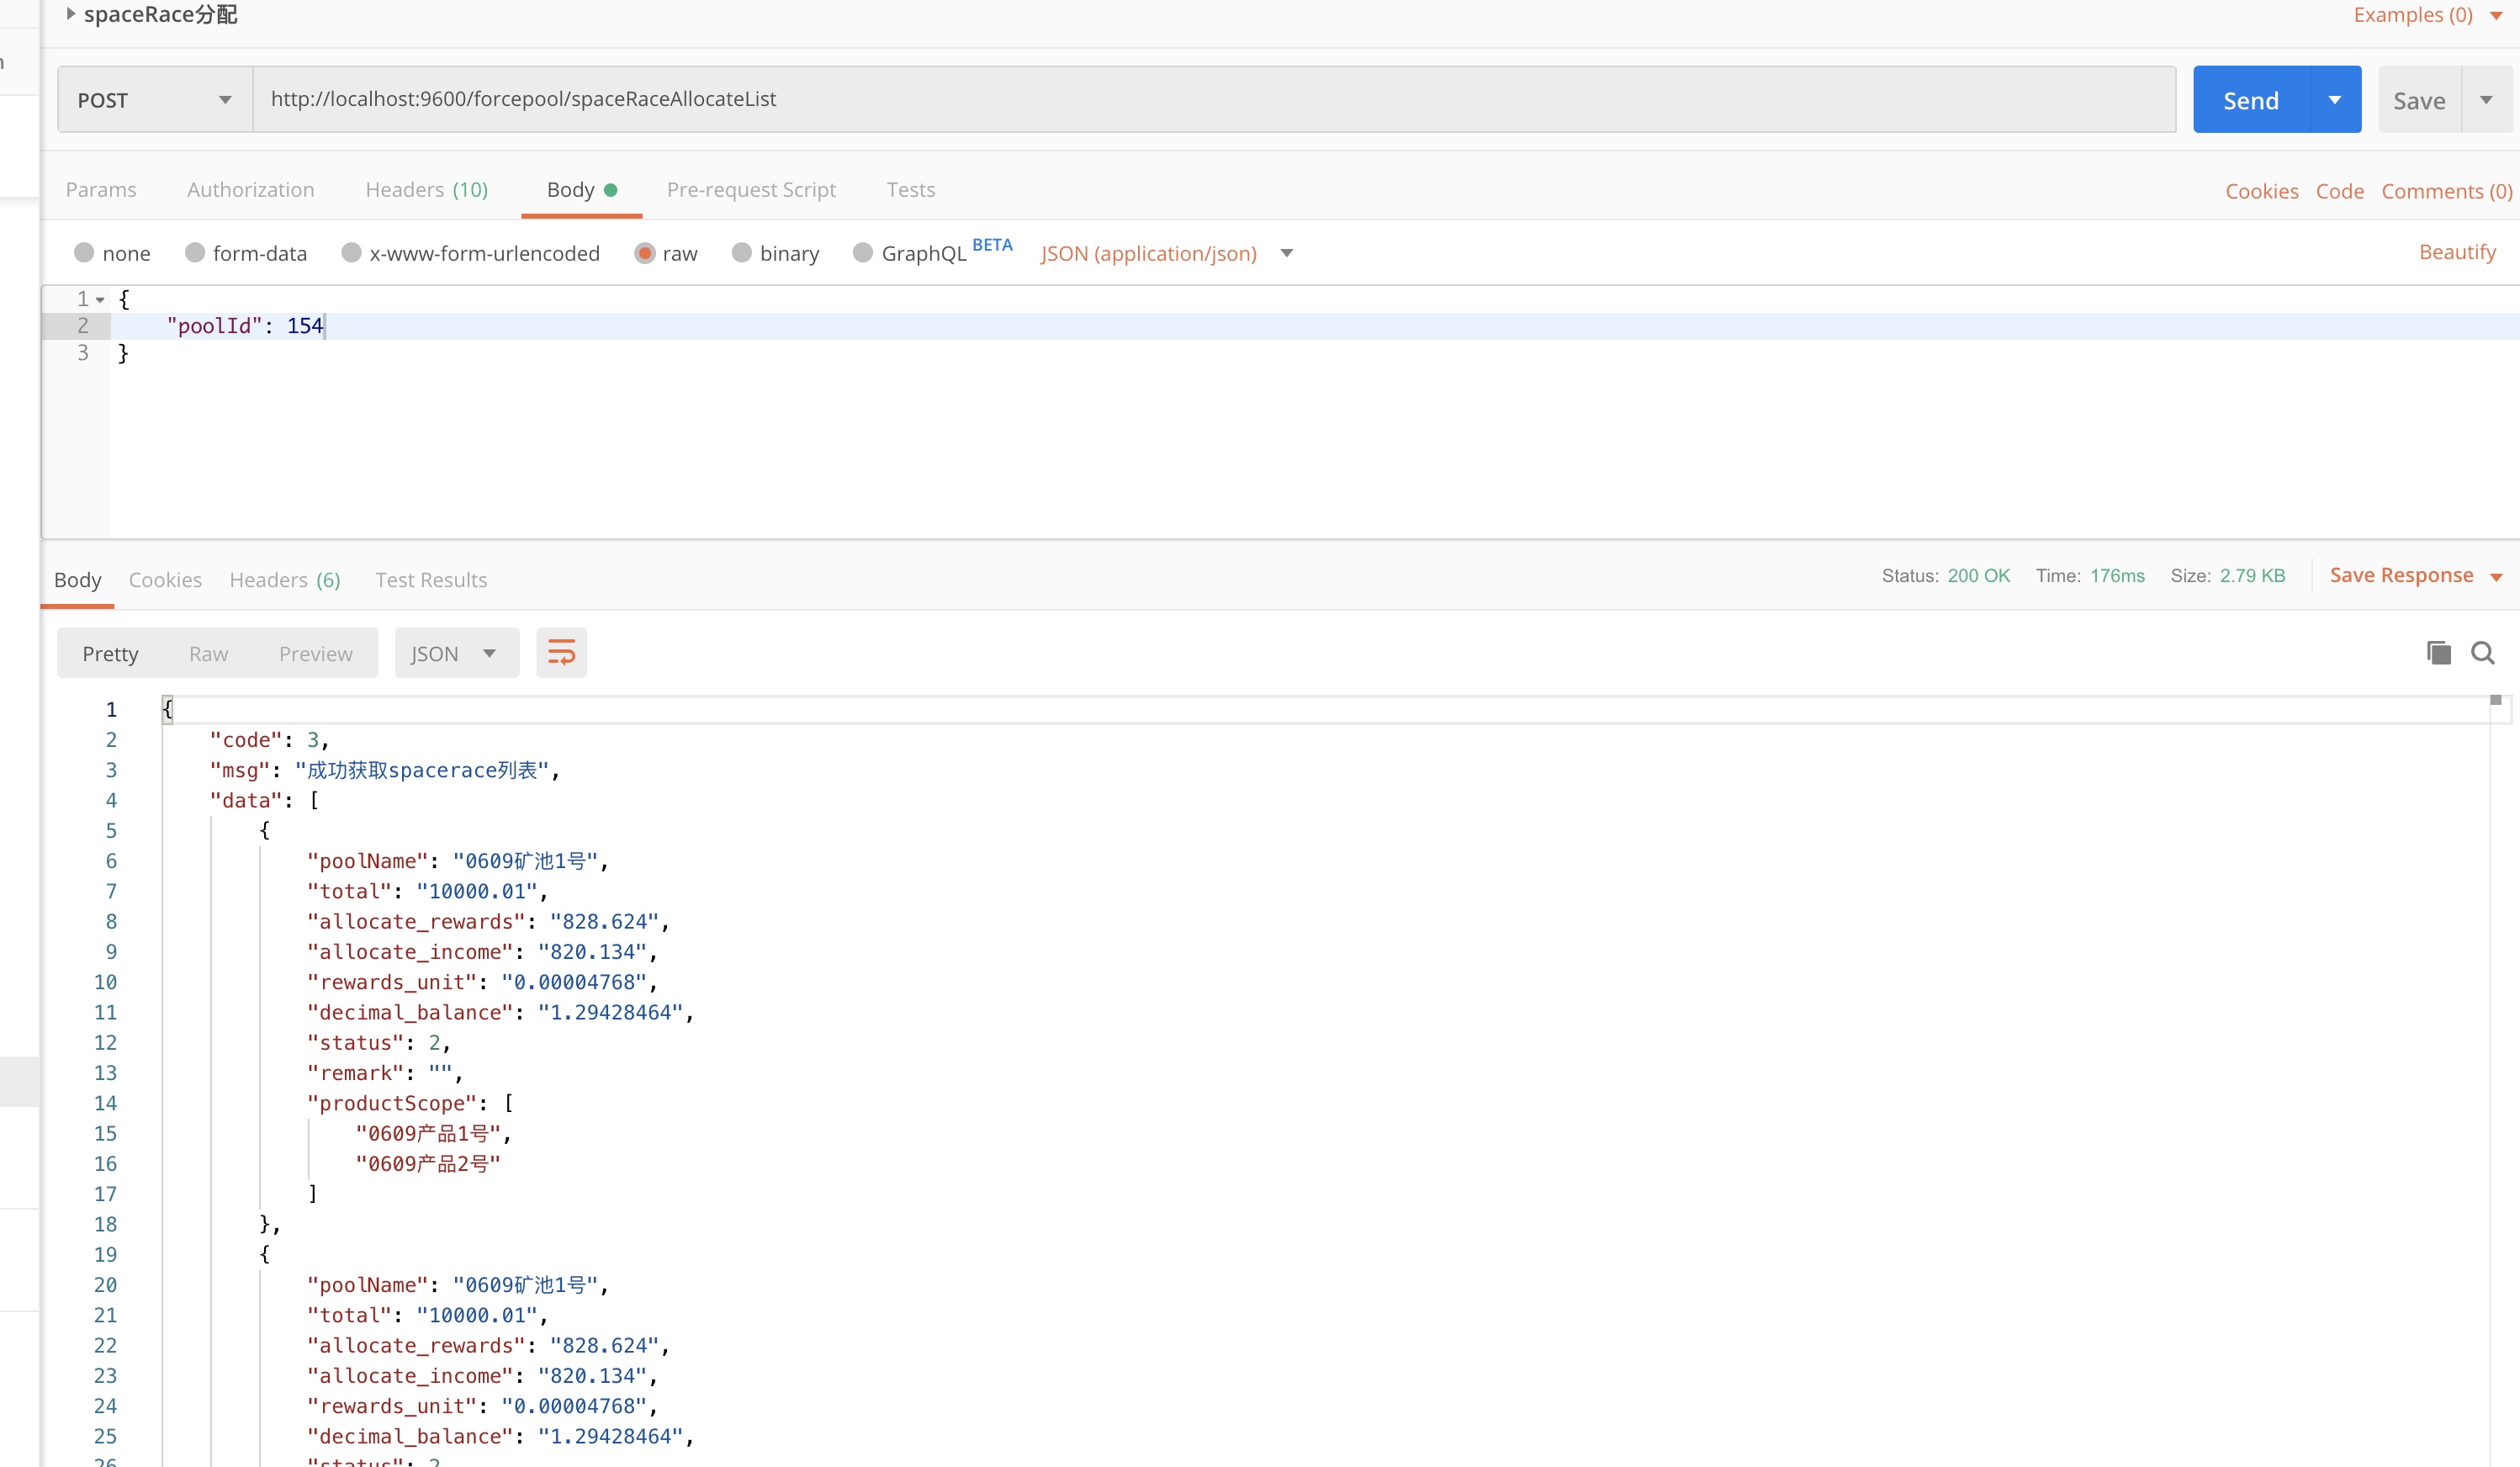 spaceRace分配
Examples (0)
POST
http://localhost:9600/forcepool/spaceRaceAllocateList
Send
Save
Params
Authorization
Headers (10)
Body
Pre-request Script
Tests
Cookies
Code
Comments (0)
none
form-data
x-www-form-urlencoded
raw
binary
GraphQL BETA
JSON (application/json)
Beautify
1 {
2 "poolId": 154
3 }
Body
Cookies
Headers (6)
Test Results
Status: 200 OK
Time: 176ms
Size: 2.79 KB
Save Response
Pretty
Raw
Preview
JSON
1 {
2 "code": 3,
3 "msg": "成功获取spacerace列表",
4 "data": [
5 {
6 "poolName": "0609矿池1号",
7 "total": "10000.01",
8 "allocate_rewards": "828.624",
9 "allocate_income": "820.134",
10 "rewards_unit": "0.00004768",
11 "decimal_balance": "1.29428464",
12 "status": 2,
13 "remark": "",
14 "productScope": [
15 "0609产品1号",
16 "0609产品2号"
17 ]
18 },
19 {
20 "poolName": "0609矿池1号",
21 "total": "10000.01",
22 "allocate_rewards": "828.624",
23 "allocate_income": "820.134",
24 "rewards_unit": "0.00004768",
25 "decimal_balance": "1.29428464",
26 "status": 2